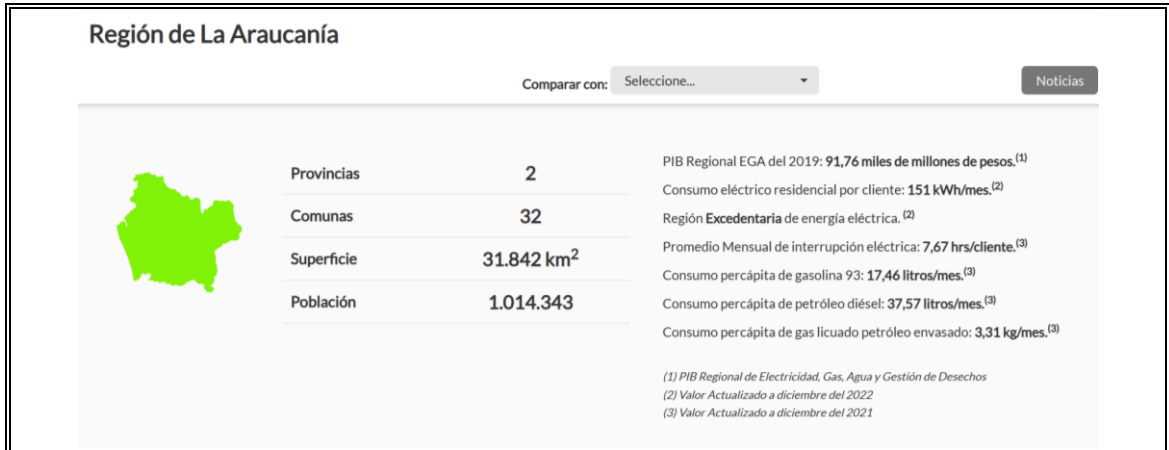 Región de La Araucanía
Comparar con: Seleccione... Noticias
Provincias 2
Comunas 32
Superficie 31.842 km²
Población 1.014.343
PIB Regional EGA del 2019: 91,76 miles de millones de pesos.(1)
Consumo eléctrico residencial por cliente: 151 kWh/mes.(2)
Región Excedentaria de energía eléctrica. (2)
Promedio Mensual de interrupción eléctrica: 7,67 hrs/cliente.(3)
Consumo percápita de gasolina 93: 17,46 litros/mes.(3)
Consumo percápita de petróleo diésel: 37,57 litros/mes.(3)
Consumo percápita de gas licuado petróleo envasado: 3,31 kg/mes.(3)
(1) PIB Regional de Electricidad, Gas, Agua y Gestión de Desechos
(2) Valor Actualizado a diciembre del 2022
(3) Valor Actualizado a diciembre del 2021